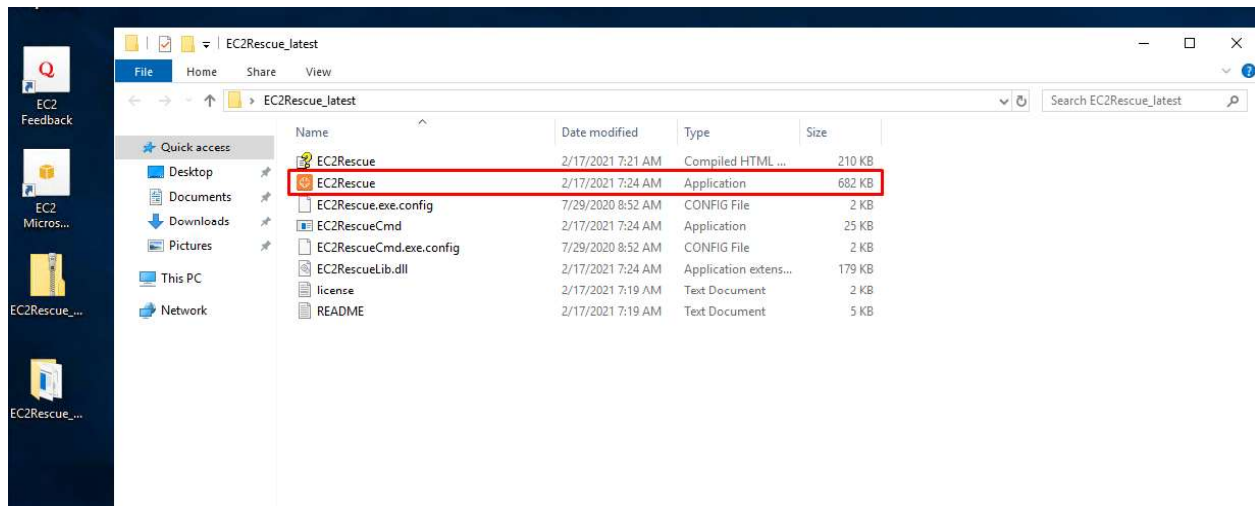 EC2Rescue_latest
File Home Share View
EC2Rescue_latest
Search EC2Rescue_latest
Q
EC2
Feedback
EC2
Micros...
EC2Rescue_...
EC2Rescue_...
Quick access
Desktop
Documents
Downloads
Pictures
This PC
Network
Name Date modified Type Size
EC2Rescue 2/17/2021 7:21 AM Compiled HTML ... 210 KB
EC2Rescue 2/17/2021 7:24 AM Application 682 KB
EC2Rescue.exe.config 7/29/2020 8:52 AM CONFIG File 2 KB
EC2RescueCmd 2/17/2021 7:24 AM Application 25 KB
EC2RescueCmd.exe.config 7/29/2020 8:52 AM CONFIG File 2 KB
EC2RescueLib.dll 2/17/2021 7:24 AM Application extens... 179 KB
license 2/17/2021 7:19 AM Text Document 2 KB
README 2/17/2021 7:19 AM Text Document 5 KB